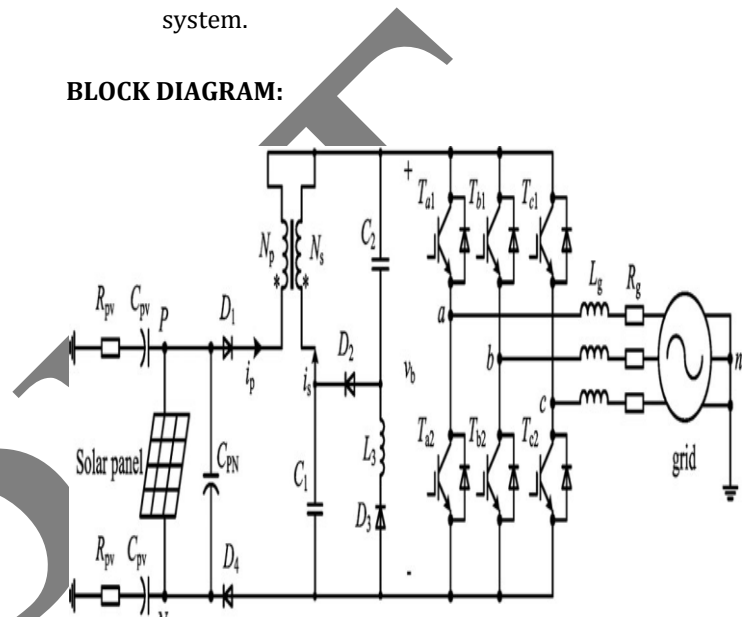 system.
BLOCK DIAGRAM:
+
Ta1 Tb1 Tc1
Np Ns
C2
* *
Lg Rg
Rpv Cpv P D1
a
ip is
D2
vb
b
n
c
Solar panel
CPN
C1
L3
Ta2 Tb2 Tc2
grid
D3
Rpv Cpv
D4
-